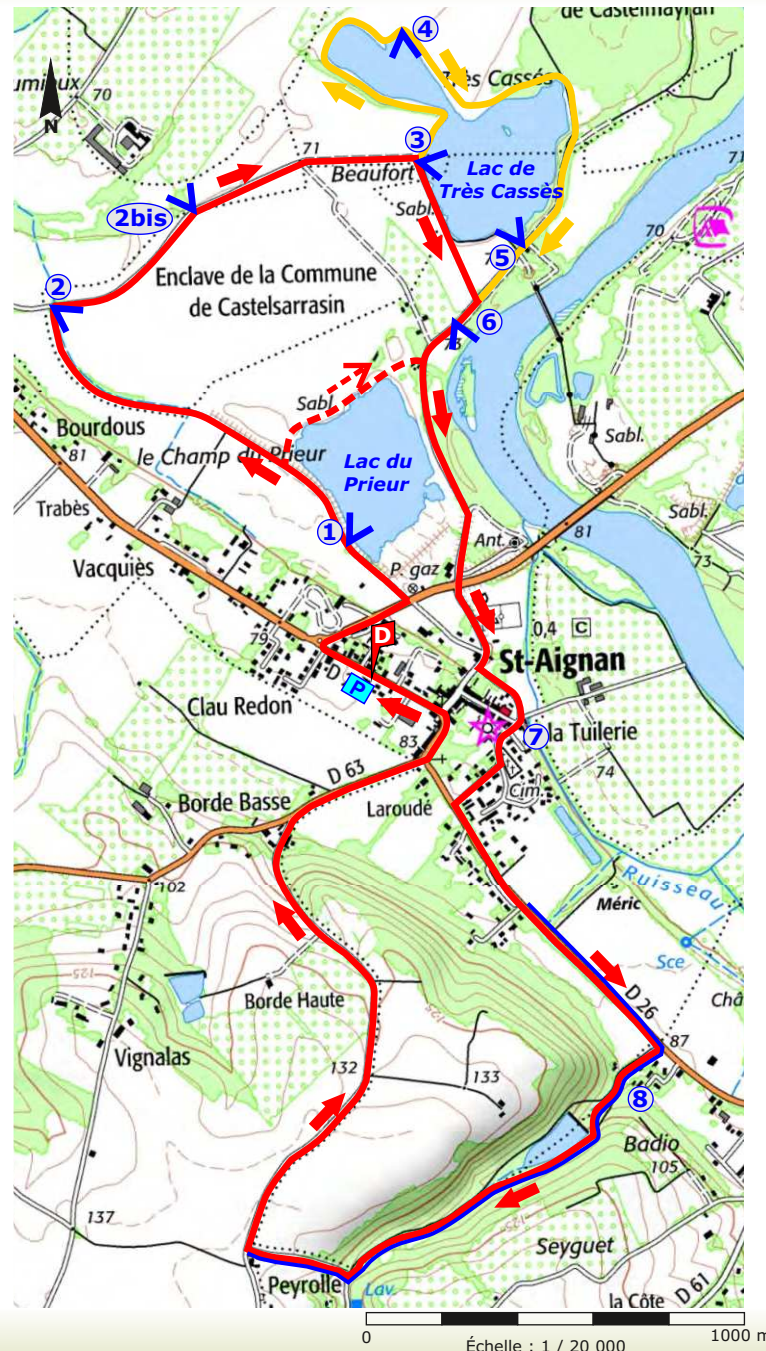 de Castelmayran
④
Très Cassés
70
N
③
71
Beaufort
Lac de
Très Cassès
71
2bis
Sabl.
70
⑤
②
Enclave de la Commune
de Castelsarrasin
⑥
73
Sabl.
Bourdous
81
le Champ du Prieur
Lac du
Prieur
Sabl.
Trabès
①
Ant.
81
Sabl.
73
Vacquiès
P. gaz
79
D
0,4 C
St-Aignan
P
Clau Redon
⑦
la Tuilerie
83
74
D 63
Cim.
Borde Basse
Laroudé
102
Ruisseau
Méric
125
Sce
D 26
Borde Haute
87
Vignalas
132
133
⑧
Badio
105
125
137
Seyguet
Peyrolle
Lav.
la Côte
D 61
0
1000 m
Échelle : 1 / 20 000